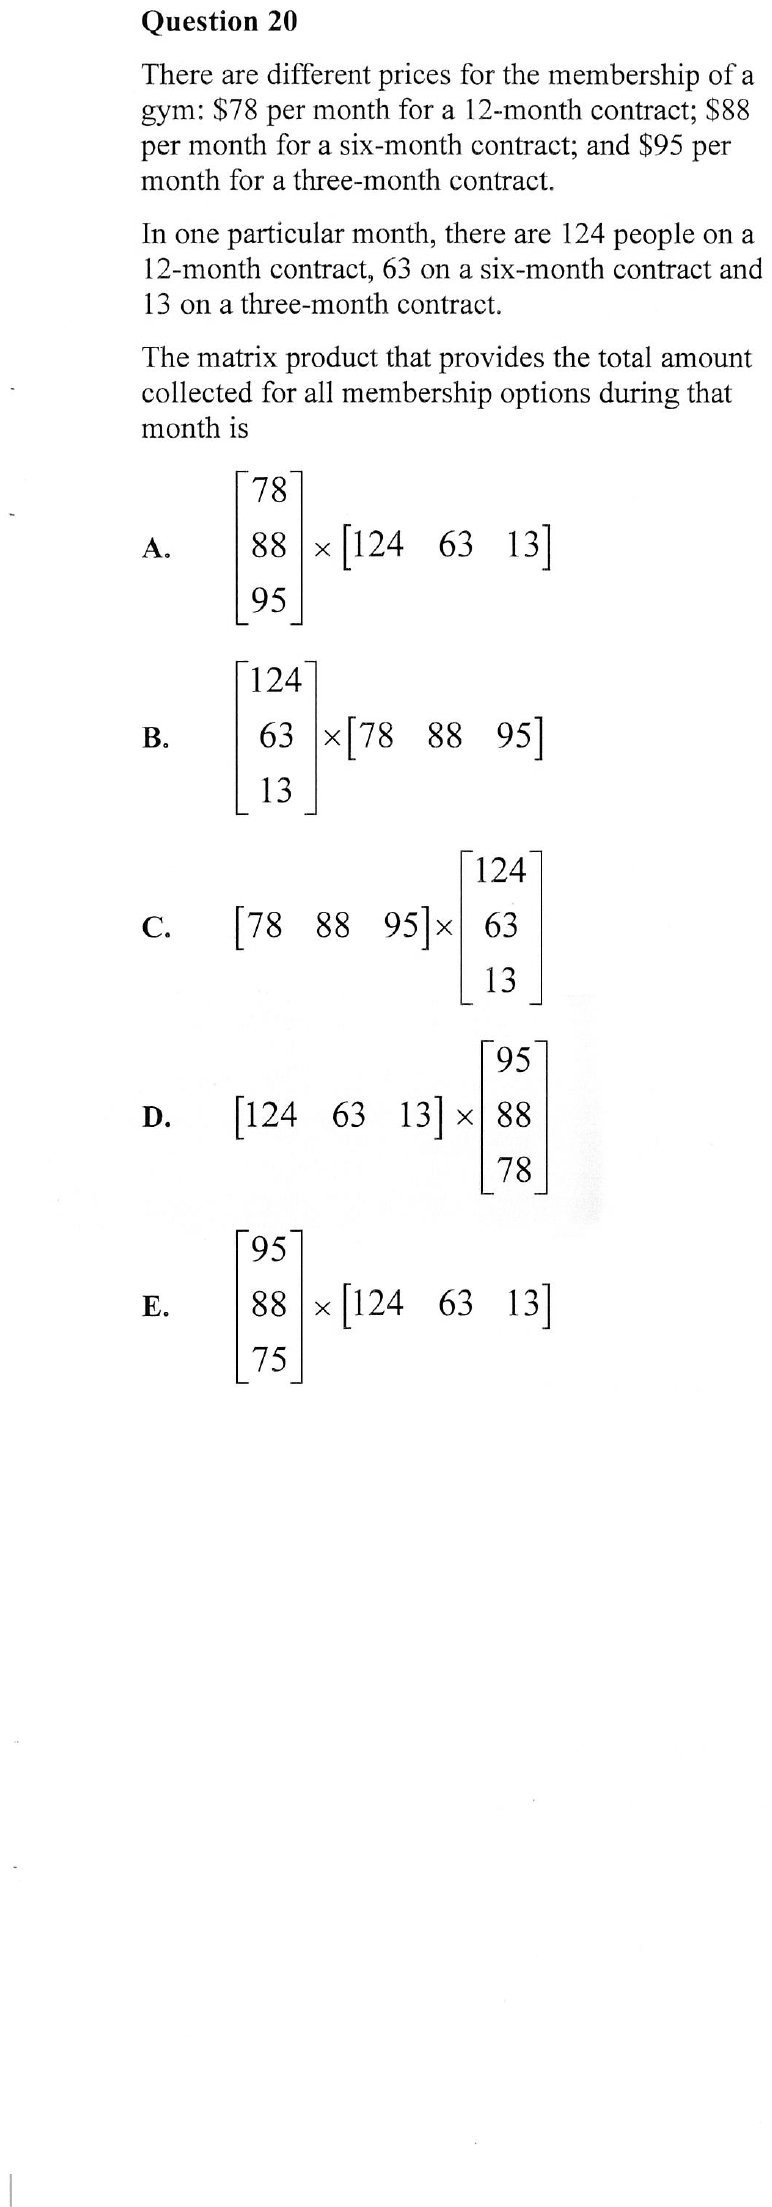 Question 20
There are different prices for the membership of a
gym: $78 per month for a 12-month contract; $88
per month for a six-month contract; and $95 per
month for a three-month contract.
In one particular month, there are 124 people on a
12-month contract, 63 on a six-month contract and
13 on a three-month contract.
The matrix product that provides the total amount
collected for all membership options during that
month is
78
A. 88 × [124 63 13]
95
124
B. 63 ×[78 88 95]
13
124
C. [78 88 95]× 63
13
95
D. [124 63 13] × 88
78
95
E. 88 × [124 63 13]
75